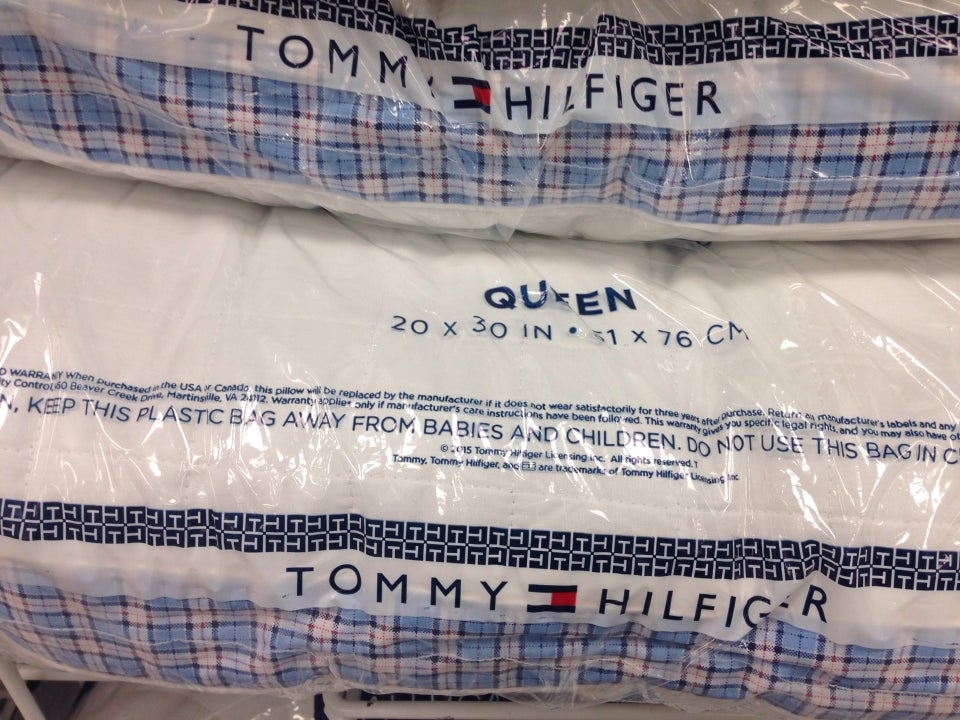 TOMMY HILFIGER
QUEEN
20 X 30 IN • 51 X 76 CM
WARRANTY When purchased in the USA or Canada, this pillow will be replaced by the manufacturer if it does not wear satisfactorily for three years after purchase. Return manufacturer's labels and any
ty Control, 60 Beaver Creek Drive, Martinsville, VA 24112. Warranty applies only if manufacturer's care instructions have been followed. This warranty gives you specific legal rights, and you may also have
N, KEEP THIS PLASTIC BAG AWAY FROM BABIES AND CHILDREN. DO NOT USE THIS BAG IN C
© 2015 Tommy Hilfiger Licensing Inc. All rights reserved.
Tommy, Tommy Hilfiger, and are trademarks of Tommy Hilfiger Licensing Inc
TOMMY HILFIGER